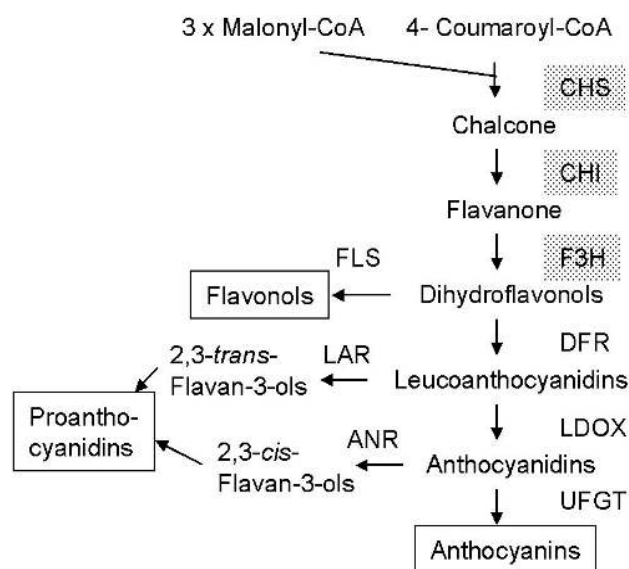 3 x Malonyl-CoA 4- Coumaroyl-CoA
CHS
Chalcone
CHI
Flavanone
F3H
FLS
Flavonols
Dihydroflavonols
DFR
2,3-trans-
Flavan-3-ols
LAR
Leucoanthocyanidins
Proantho-
cyanidins
LDOX
2,3-cis-
Flavan-3-ols
ANR
Anthocyanidins
UFGT
Anthocyanins